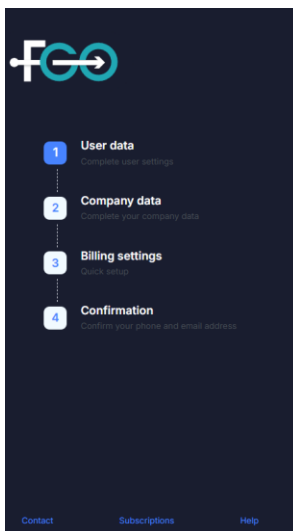 FGO
1
User data
Complete user settings
2
Company data
Complete your company data
3
Billing settings
Quick setup
4
Confirmation
Confirm your phone and email address
Contact Subscriptions Help